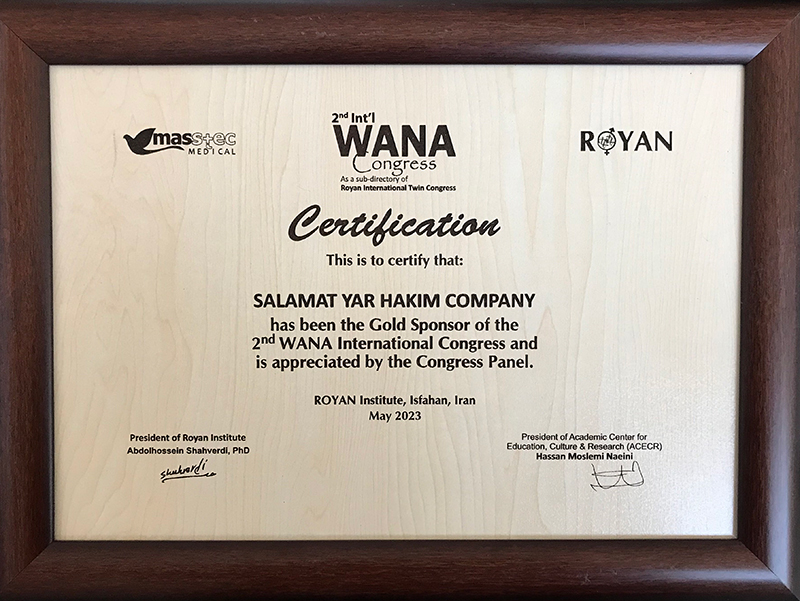 masstec
MEDICAL
2nd Int'l
WANA
Congress
As a sub-directory of
Royan International Twin Congress
ROYAN
Certification
This is to certify that:
SALAMAT YAR HAKIM COMPANY
has been the Gold Sponsor of the
2nd WANA International Congress and
is appreciated by the Congress Panel.
ROYAN Institute, Isfahan, Iran
May 2023
President of Royan Institute
Abdolhossein Shahverdi, PhD
shahverdi
President of Academic Center for
Education, Culture & Research (ACECR)
Hassan Moslemi Naeini